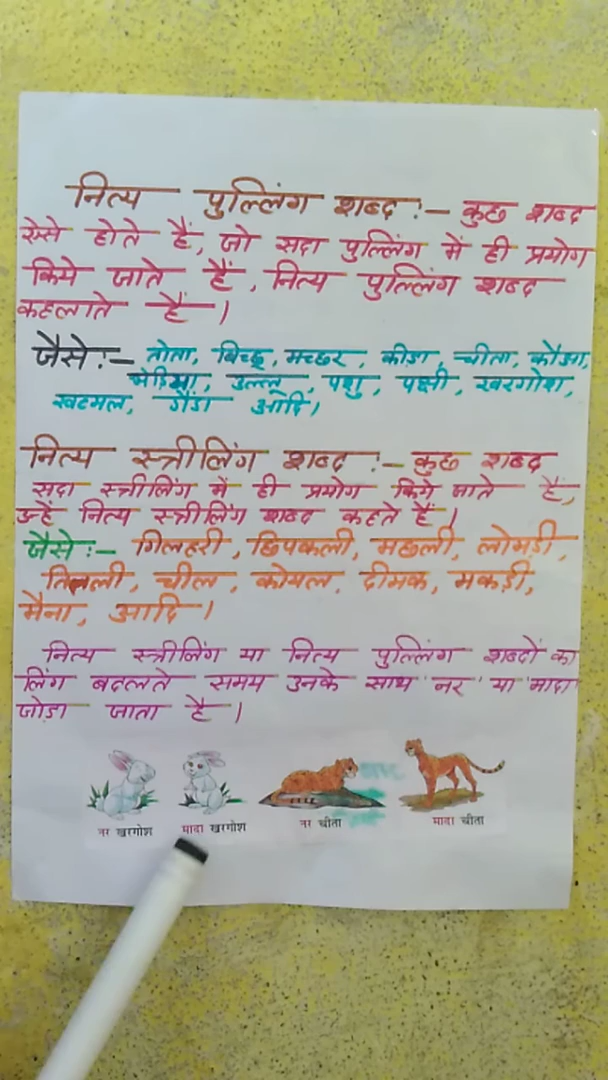 नित्य पुल्लिंग शब्द :- कुछ शब्द
ऐसे होते हैं, जो सदा पुल्लिंग में ही प्रयोग
किये जाते हैं, नित्य पुल्लिंग शब्द
कहलाते हैं।
जैसे :- तोता, बिच्छू, मच्छर, कीड़ा, चीता, कौआ,
भेड़िया, उल्लू, पशु, पक्षी, खरगोश,
खटमल, गैंडा आदि।
नित्य स्त्रीलिंग शब्द :- कुछ शब्द
सदा स्त्रीलिंग में ही प्रयोग किये जाते हैं,
उन्हें नित्य स्त्रीलिंग शब्द कहते हैं।
जैसे :- गिलहरी, छिपकली, मछली, लोमड़ी,
तितली, चील, कोयल, दीमक, मकड़ी,
मैना, आदि।
नित्य स्त्रीलिंग या नित्य पुल्लिंग शब्दों का
लिंग बदलते समय उनके साथ 'नर' या 'मादा'
जोड़ा जाता है।
नर खरगोश मादा खरगोश नर चीता मादा चीता